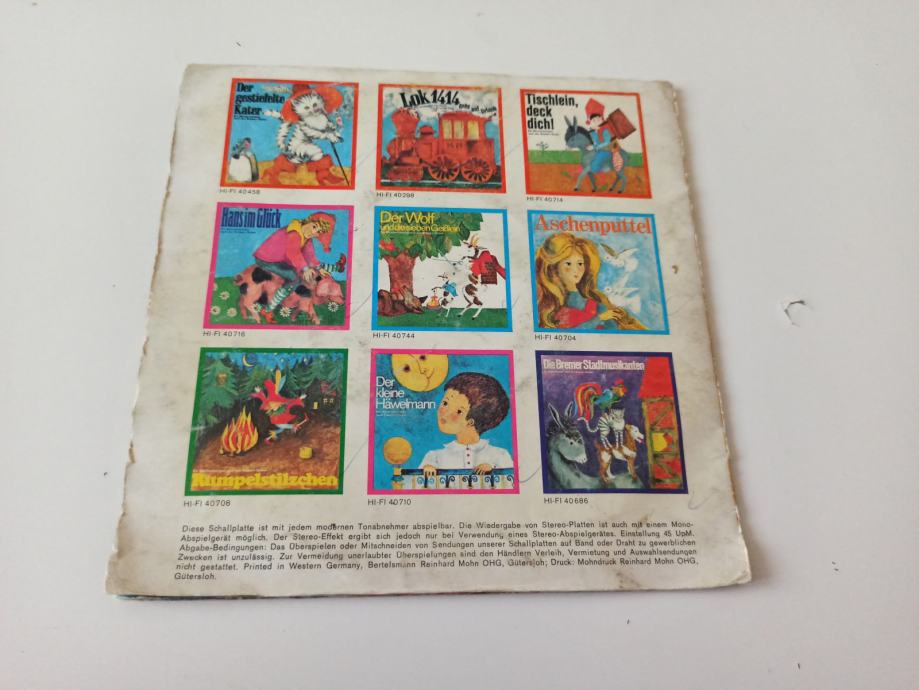 Der
gestiefelte
Kater
HI-FI 40458
Lok 1414
HI-FI 40298
Tischlein,
deck
dich!
HI-FI 40714
Hans im Glück
HI-FI 40716
Der Wolf
und die sieben Geißlein
HI-FI 40744
Aschenputtel
HI-FI 40704
Rumpelstilzchen
HI-FI 40708
Der
kleine
Häwelmann
HI-FI 40710
Die Bremer Stadtmusikanten
HI-FI 40686
Diese Schallplatte ist mit jedem modernen Tonabnehmer abspielbar. Die Wiedergabe von Stereo-Platten ist auch mit einem Mono-
Abspielgerät möglich. Der Stereo-Effekt ergibt sich jedoch nur bei Verwendung eines Stereo-Abspielgerätes. Einstellung 45 UpM.
Abgabe-Bedingungen: Das Überspielen oder Mitschneiden von Sendungen unserer Schallplatten auf Band oder Draht zu gewerblichen
Zwecken ist unzulässig. Zur Vermeidung unerlaubter Überspielungen sind den Händlern Verleih, Vermietung und Auswahlsendungen
nicht gestattet. Printed in Western Germany, Bertelsmann Reinhard Mohn OHG, Gütersloh; Druck: Mohndruck Reinhard Mohn OHG,
Gütersloh.